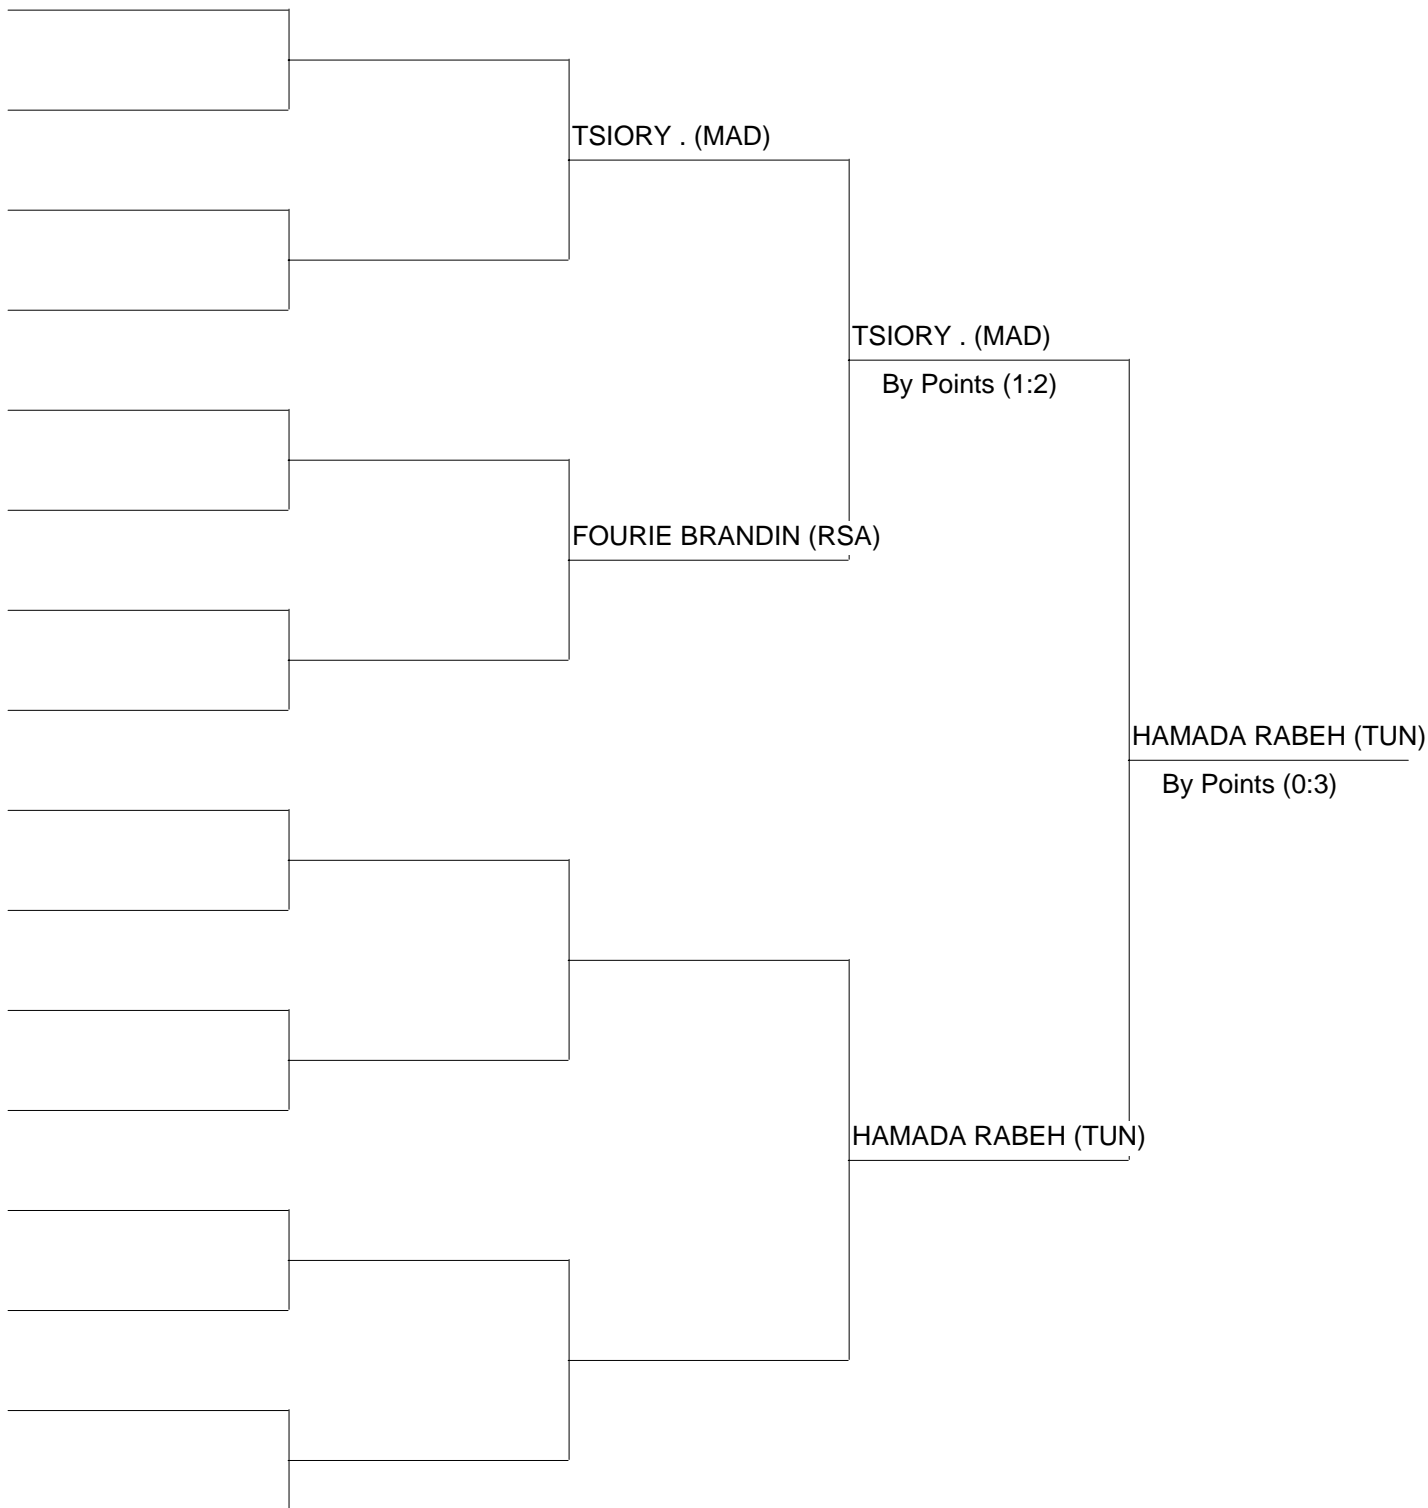 TSIORY . (MAD)
TSIORY . (MAD)
By Points (1:2)
FOURIE BRANDIN (RSA)
HAMADA RABEH (TUN)
By Points (0:3)
HAMADA RABEH (TUN)